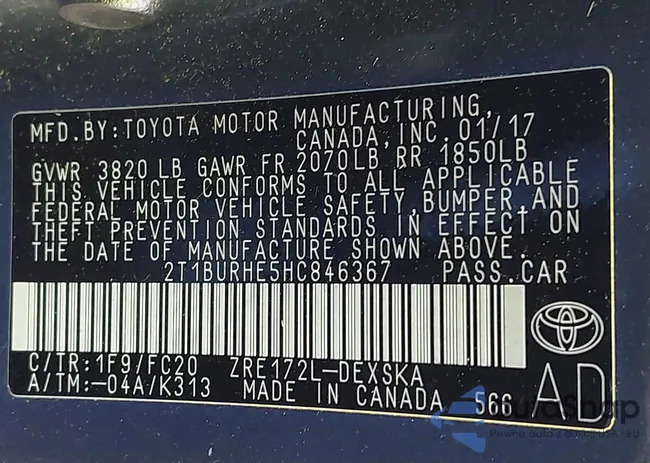 MFD.BY:TOYOTA MOTOR MANUFACTURING,
CANADA,INC. 01/17
GVWR 3820 LB GAWR FR 2070LB RR 1850LB
THIS VEHICLE CONFORMS TO ALL APPLICABLE
FEDERAL MOTOR VEHICLE SAFETY,BUMPER,AND
THEFT PREVENTION STANDARDS IN EFFECT ON
THE DATE OF MANUFACTURE SHOWN ABOVE.
2T1BURHE5HC846367 PASS.CAR
C/TR:1F9/FC20 ZRE172L-DEXSKA
A/TM:-04A/K313 MADE IN CANADA 566 AD